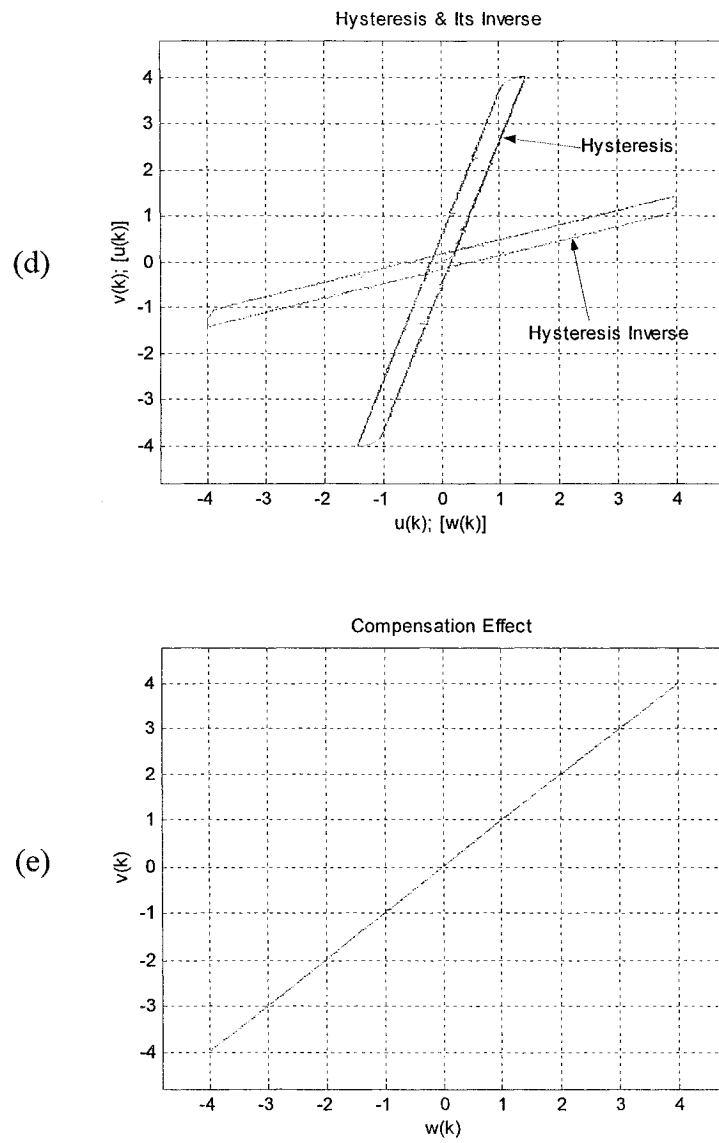 Hysteresis & Its Inverse
(d)
v(k); [u(k)]
4
3
2
1
0
-1
-2
-3
-4
Hysteresis
Hysteresis Inverse
-4 -3 -2 -1 0 1 2 3 4
u(k); [w(k)]
Compensation Effect
(e)
v(k)
4
3
2
1
0
-1
-2
-3
-4
-4 -3 -2 -1 0 1 2 3 4
w(k)